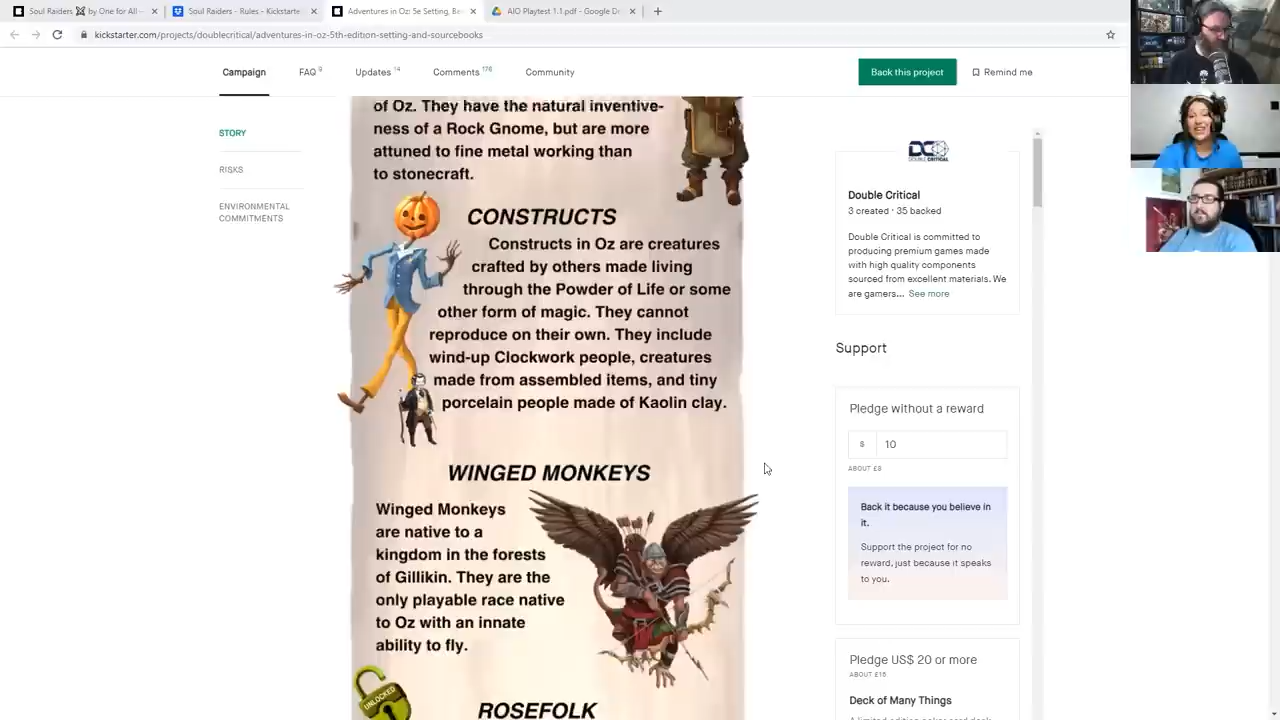 Soul Raiders
by One for All —
Soul Raiders - Rules - Kickstarte
Adventures in Oz: 5e Setting, Be
AIO Playtest 1.1.pdf - Google D
kickstarter.com/projects/doublecritical/adventures-in-oz-5th-edition-setting-and-sourcebooks
Campaign
FAQ 9
Updates 14
Comments 176
Community
Back this project
Remind me
STORY
RISKS
ENVIRONMENTAL
COMMITMENTS
of Oz. They have the natural inventive-
ness of a Rock Gnome, but are more
attuned to fine metal working than
to stonecraft.
CONSTRUCTS
Constructs in Oz are creatures
crafted by others made living
through the Powder of Life or some
other form of magic. They cannot
reproduce on their own. They include
wind-up Clockwork people, creatures
made from assembled items, and tiny
porcelain people made of Kaolin clay.
WINGED MONKEYS
Winged Monkeys
are native to a
kingdom in the forests
of Gillikin. They are the
only playable race native
to Oz with an innate
ability to fly.
UNLOCKED
ROSEFOLK
DC
DOUBLE CRITICAL
Double Critical
3 created · 35 backed
Double Critical is committed to
producing premium games made
with high quality components
sourced from excellent materials. We
are gamers... See more
Support
Pledge without a reward
$ 10
ABOUT £8
Back it because you believe in
it.
Support the project for no
reward, just because it speaks
to you.
Pledge US$ 20 or more
ABOUT £15
Deck of Many Things